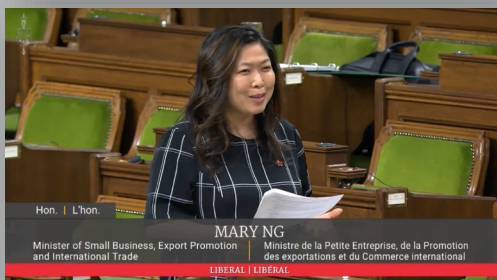 Hon. | L'hon.
MARY NG
Minister of Small Business, Export Promotion
and International Trade
Ministre de la Petite Entreprise, de la Promotion
des exportations et du Commerce international
LIBERAL | LIBÉRAL